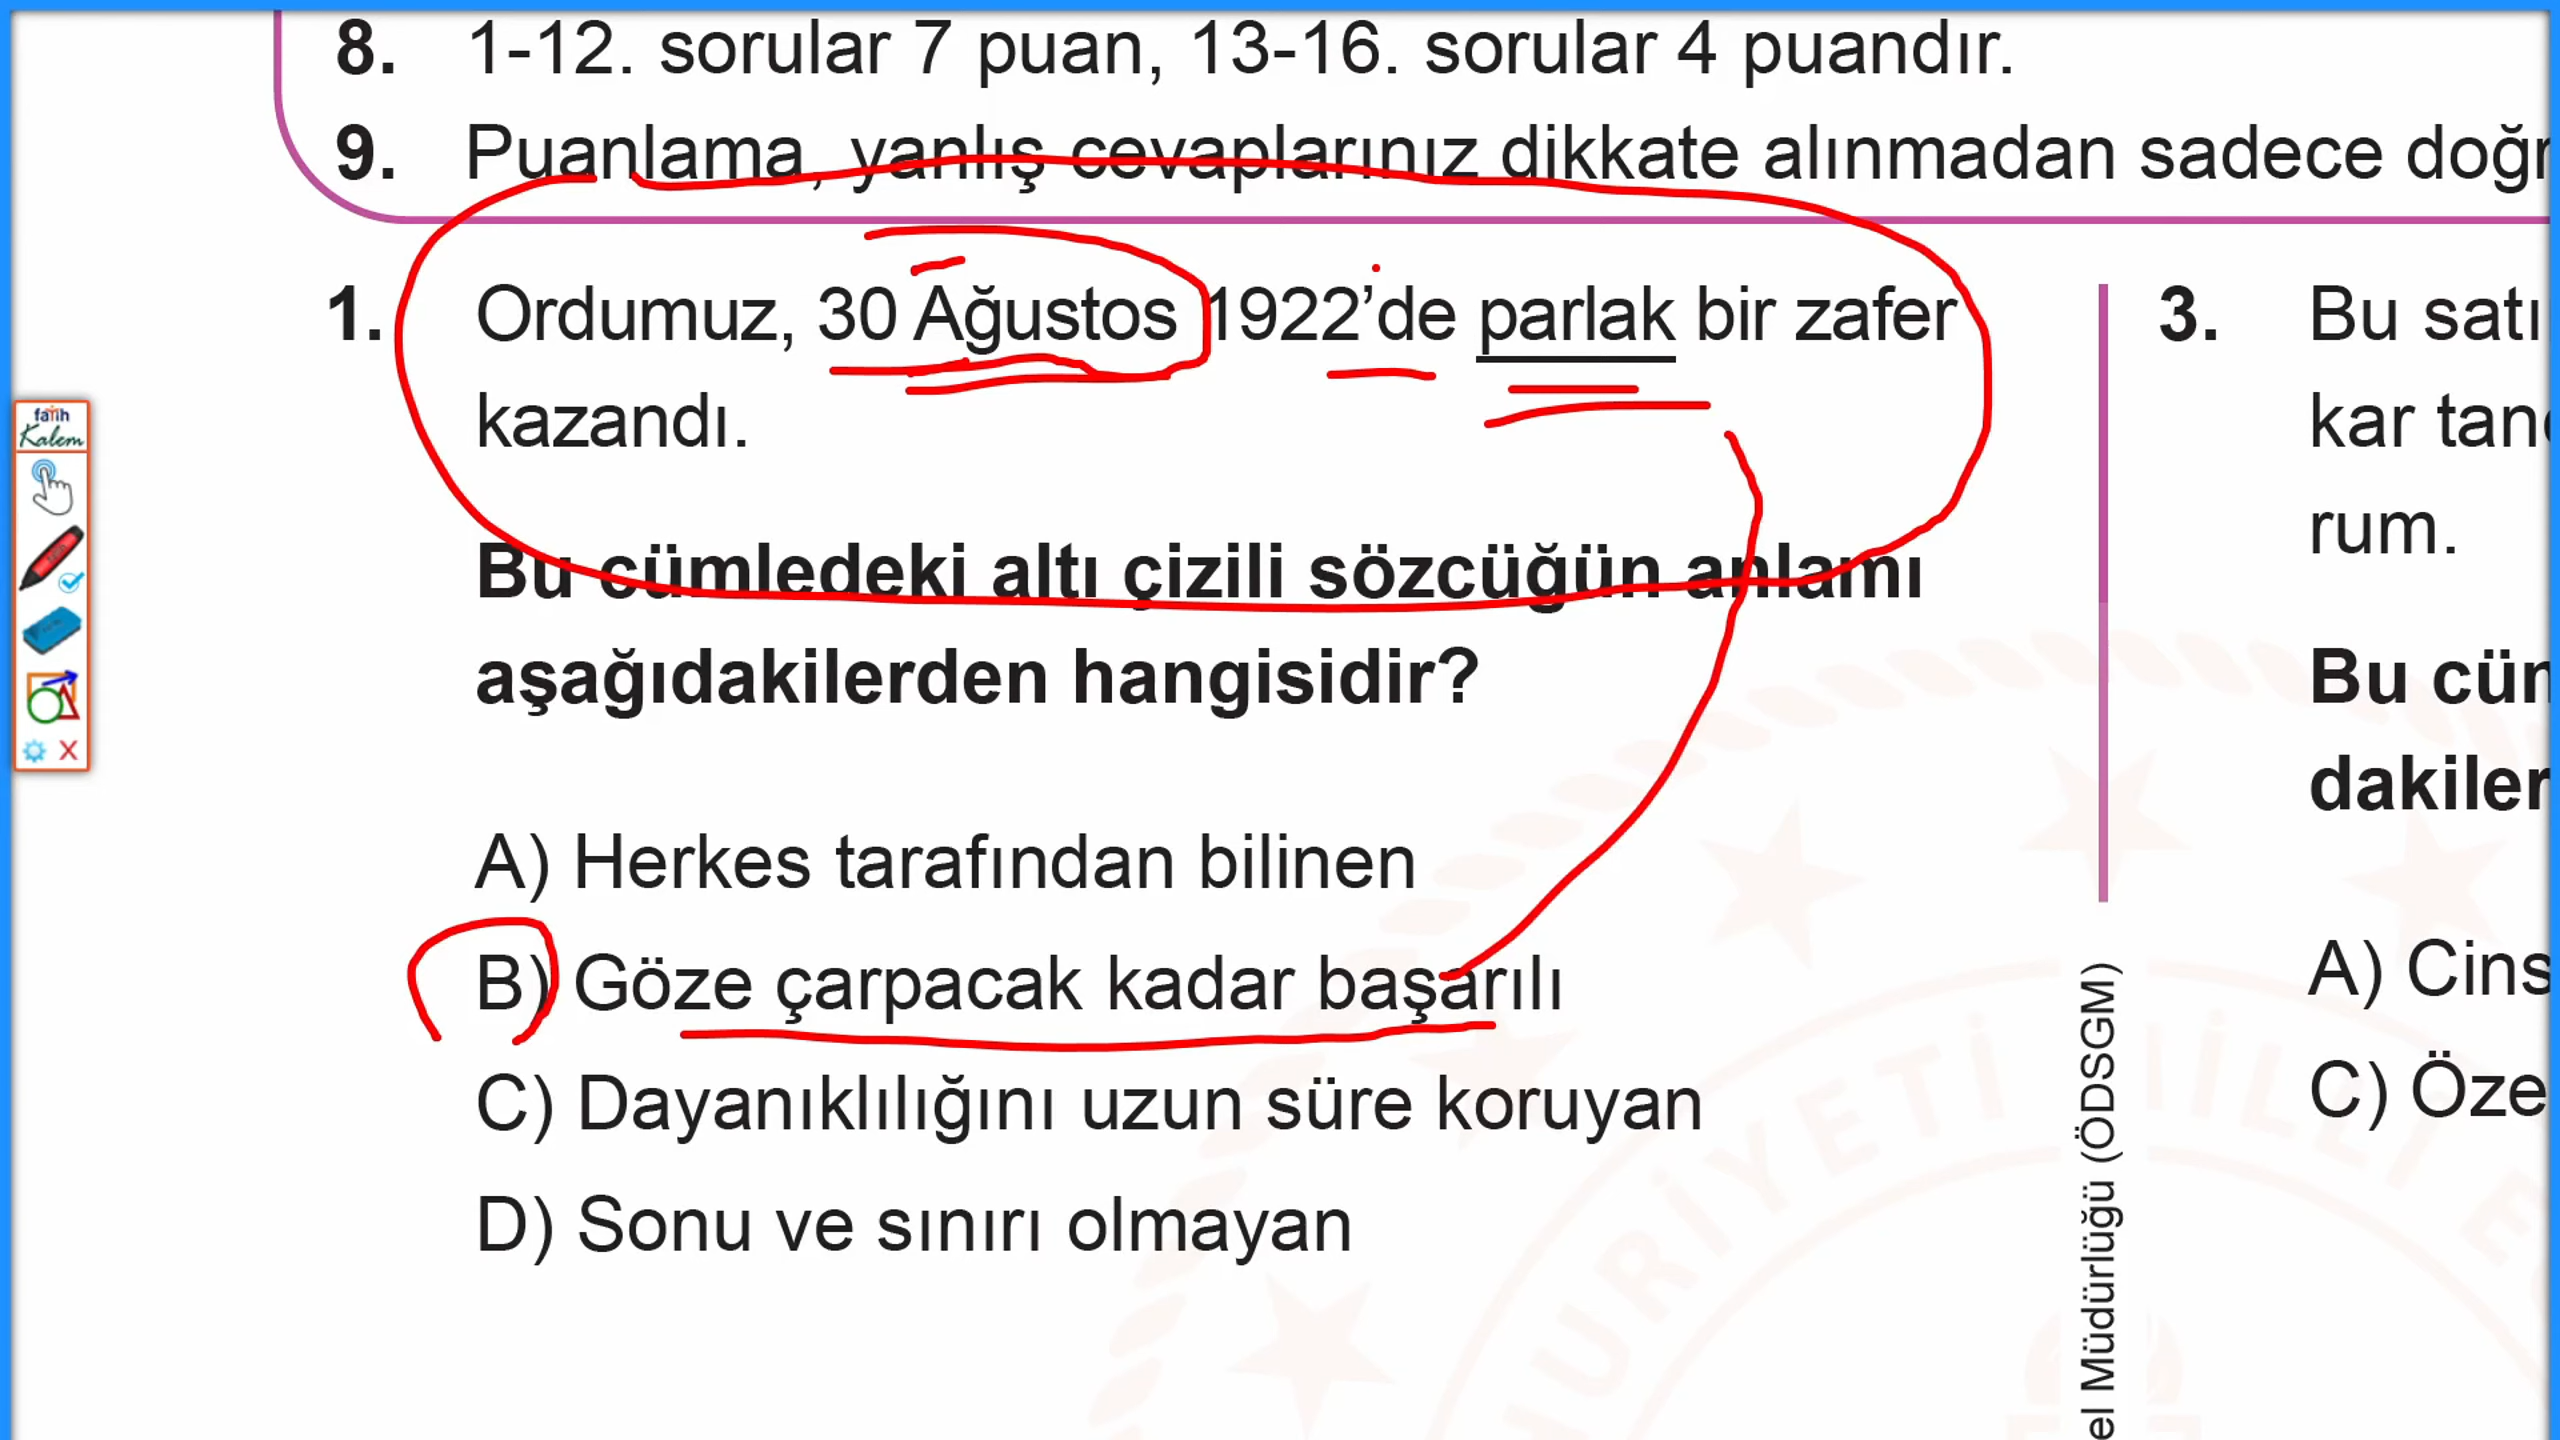 8. 1-12. sorular 7 puan, 13-16. sorular 4 puandır.
9. Puanlama, yanlış cevaplarınız dikkate alınmadan sadece doğr
1. Ordumuz, 30 Ağustos 1922’de parlak bir zafer
kazandı.
Bu cümledeki altı çizili sözcüğün anlamı
aşağıdakilerden hangisidir?
A) Herkes tarafından bilinen
B) Göze çarpacak kadar başarılı
C) Dayanıklılığını uzun süre koruyan
D) Sonu ve sınırı olmayan
3. Bu satı
kar tan
rum.
Bu cüm
dakiler
A) Cins
C) Öze
el Müdürlüğü (ÖDSGM)
fatih
Kalem